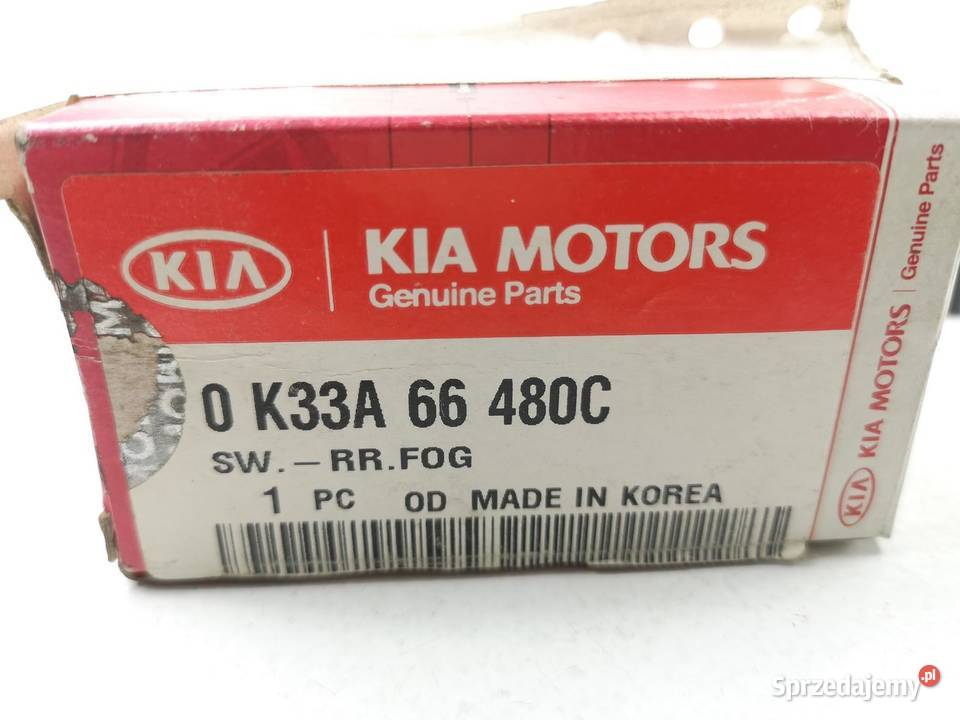 KIA
KIA MOTORS
Genuine Parts
0 K33A 66 480C
SW.-RR.FOG
1 PC OD MADE IN KOREA
KIA KIA MOTORS Genuine Parts
Sprzedajemy.pl